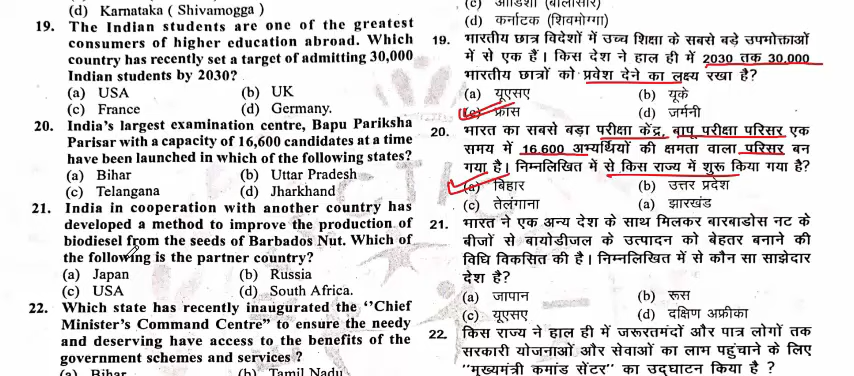 (d) Karnataka ( Shivamogga )
19. The Indian students are one of the greatest
consumers of higher education abroad. Which
country has recently set a target of admitting 30,000
Indian students by 2030?
(a) USA (b) UK
(c) France (d) Germany.
20. India's largest examination centre, Bapu Pariksha
Parisar with a capacity of 16,600 candidates at a time
have been launched in which of the following states?
(a) Bihar (b) Uttar Pradesh
(c) Telangana (d) Jharkhand
21. India in cooperation with another country has
developed a method to improve the production of
biodiesel from the seeds of Barbados Nut. Which of
the following is the partner country?
(a) Japan (b) Russia
(c) USA (d) South Africa.
22. Which state has recently inaugurated the ‘’Chief
Minister's Command Centre” to ensure the needy
and deserving have access to the benefits of the
government schemes and services ?
(a) Bihar (b) Tamil Nadu
(c) ओडिशा (बालासोर)
(d) कर्नाटक (शिवमोग्गा)
19. भारतीय छात्र विदेशों में उच्च शिक्षा के सबसे बड़े उपभोक्ताओं
में से एक हैं। किस देश ने हाल ही में 2030 तक 30,000
भारतीय छात्रों को प्रवेश देने का लक्ष्य रखा है?
(a) यूएसए (b) यूके
(c) फ्रांस (d) जर्मनी
20. भारत का सबसे बड़ा परीक्षा केंद्र, बापू परीक्षा परिसर एक
समय में 16,600 अभ्यर्थियों की क्षमता वाला परिसर बन
गया है। निम्नलिखित में से किस राज्य में शुरू किया गया है?
(a) बिहार (b) उत्तर प्रदेश
(c) तेलंगाना (a) झारखंड
21. भारत ने एक अन्य देश के साथ मिलकर बारबाडोस नट के
बीजों से बायोडीजल के उत्पादन को बेहतर बनाने की
विधि विकसित की है। निम्नलिखित में से कौन सा साझेदार
देश है?
(a) जापान (b) रूस
(c) यूएसए (d) दक्षिण अफ्रीका
22. किस राज्य ने हाल ही में जरूरतमंदों और पात्र लोगों तक
सरकारी योजनाओं और सेवाओं का लाभ पहुंचाने के लिए
"मुख्यमंत्री कमांड सेंटर" का उद्घाटन किया है ?